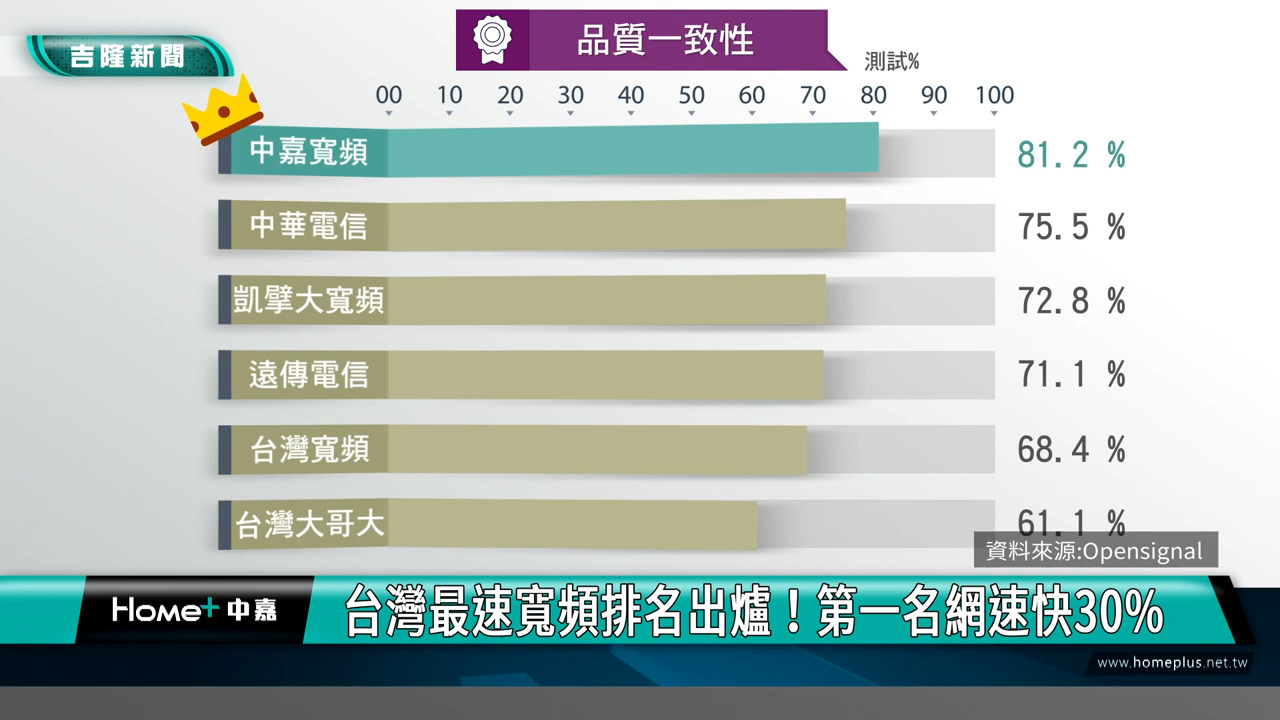 吉隆新聞
品質一致性
測試%
00 10 20 30 40 50 60 70 80 90 100
中嘉寬頻 81.2 %
中華電信 75.5 %
凱擘大寬頻 72.8 %
遠傳電信 71.1 %
台灣寬頻 68.4 %
台灣大哥大 61.1 %
資料來源:Opensignal
Home+中嘉 台灣最速寬頻排名出爐！第一名網速快30%
www.homeplus.net.tw